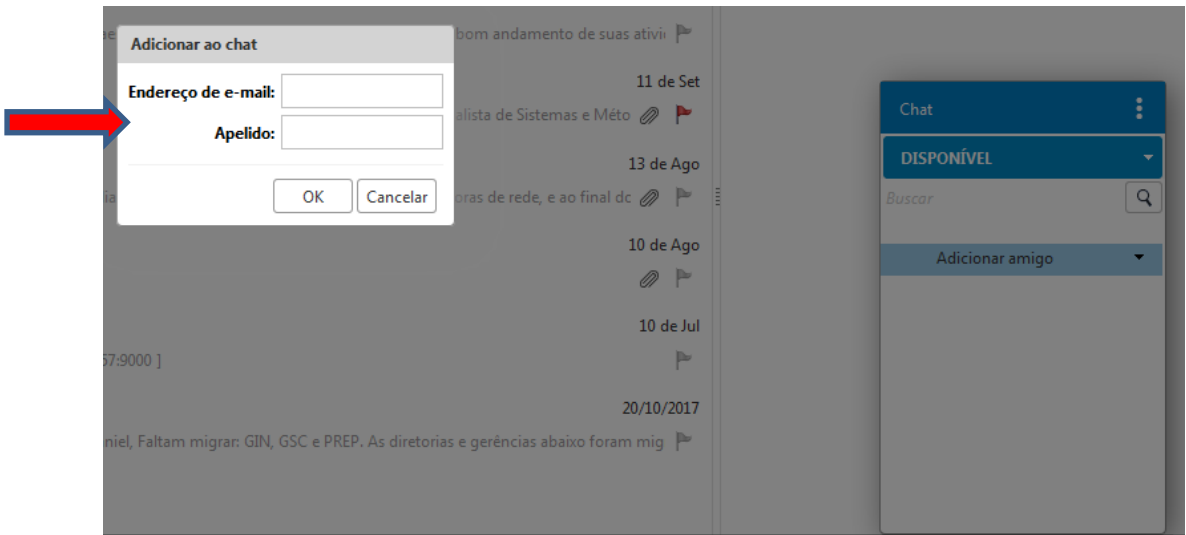 Adicionar ao chat
Endereço de e-mail:
Apelido:
OK Cancelar
bom andamento de suas ativi
11 de Set
alista de Sistemas e Méto
13 de Ago
oras de rede, e ao final dc
10 de Ago
10 de Jul
57:9000 ]
20/10/2017
niel, Faltam migrar: GIN, GSC e PREP. As diretorias e gerências abaixo foram mig
Chat
DISPONÍVEL
Buscar
Adicionar amigo